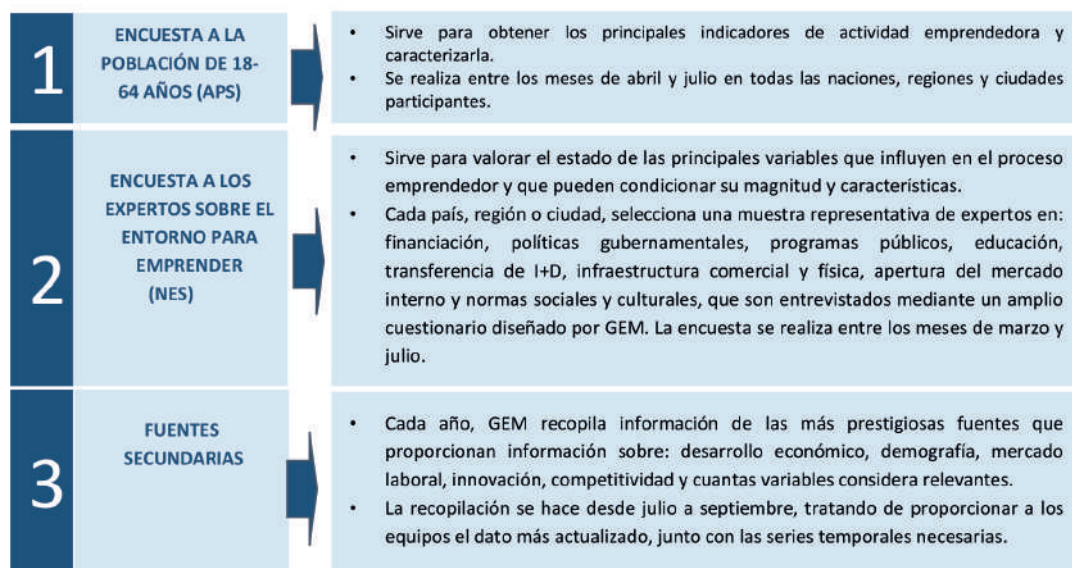 1
ENCUESTA A LA
POBLACIÓN DE 18-
64 AÑOS (APS)
• Sirve para obtener los principales indicadores de actividad emprendedora y
caracterizarla.
• Se realiza entre los meses de abril y julio en todas las naciones, regiones y ciudades
participantes.
2
ENCUESTA A LOS
EXPERTOS SOBRE EL
ENTORNO PARA
EMPRENDER
(NES)
• Sirve para valorar el estado de las principales variables que influyen en el proceso
emprendedor y que pueden condicionar su magnitud y características.
• Cada país, región o ciudad, selecciona una muestra representativa de expertos en:
financiación, políticas gubernamentales, programas públicos, educación,
transferencia de I+D, infraestructura comercial y física, apertura del mercado
interno y normas sociales y culturales, que son entrevistados mediante un amplio
cuestionario diseñado por GEM. La encuesta se realiza entre los meses de marzo y
julio.
3
FUENTES
SECUNDARIAS
• Cada año, GEM recopila información de las más prestigiosas fuentes que
proporcionan información sobre: desarrollo económico, demografía, mercado
laboral, innovación, competitividad y cuantas variables considera relevantes.
• La recopilación se hace desde julio a septiembre, tratando de proporcionar a los
equipos el dato más actualizado, junto con las series temporales necesarias.